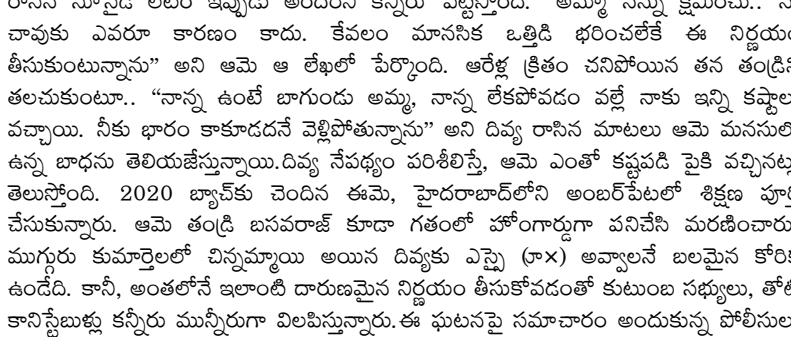 రాసిన సూసైడ్ లెటర్ ఇప్పుడు అందరిని కన్నీరు పెట్టిస్తోంది. "అమ్మా నన్ను క్షమించు..
చావుకు ఎవరూ కారణం కాదు. కేవలం మానసిక ఒత్తిడి భరించలేకే ఈ నిర్ణయం
తీసుకుంటున్నాను" అని ఆమె ఆ లేఖలో పేర్కొంది. ఆరేళ్ల క్రితం చనిపోయిన తన తండ్రిని
తలచుకుంటూ.. "నాన్న ఉంటే బాగుండు అమ్మ, నాన్న లేకపోవడం వల్లే నాకు ఇన్ని కష్టాలు
వచ్చాయి. నీకు భారం కాకూడదనే వెళ్లిపోతున్నాను" అని దివ్య రాసిన మాటలు ఆమె మనసులో
ఉన్న బాధను తెలియజేస్తున్నాయి.దివ్య నేపథ్యం పరిశీలిస్తే, ఆమె ఎంతో కష్టపడి పైకి వచ్చినట్లు
తెలుస్తోంది. 2020 బ్యాచ్‌కు చెందిన ఈమె, హైదరాబాద్‌లోని అంబర్‌పేటలో శిక్షణ పూర్తి
చేసుకున్నారు. ఆమె తండ్రి బసవరాజ్ కూడా గతంలో హోంగార్డుగా పనిచేసి మరణించారు
ముగ్గురు కుమార్తెలలో చిన్నమ్మాయి అయిన దివ్యకు ఎస్పై అవ్వాలనే బలమైన కోరిక
ఉండేది. కానీ, అంతలోనే ఇలాంటి దారుణమైన నిర్ణయం తీసుకోవడంతో కుటుంబ సభ్యులు, తోటి
కానిస్టేబుళ్లు కన్నీరు మున్నీరుగా విలపిస్తున్నారు.ఈ ఘటనపై సమాచారం అందుకున్న పోలీసులు